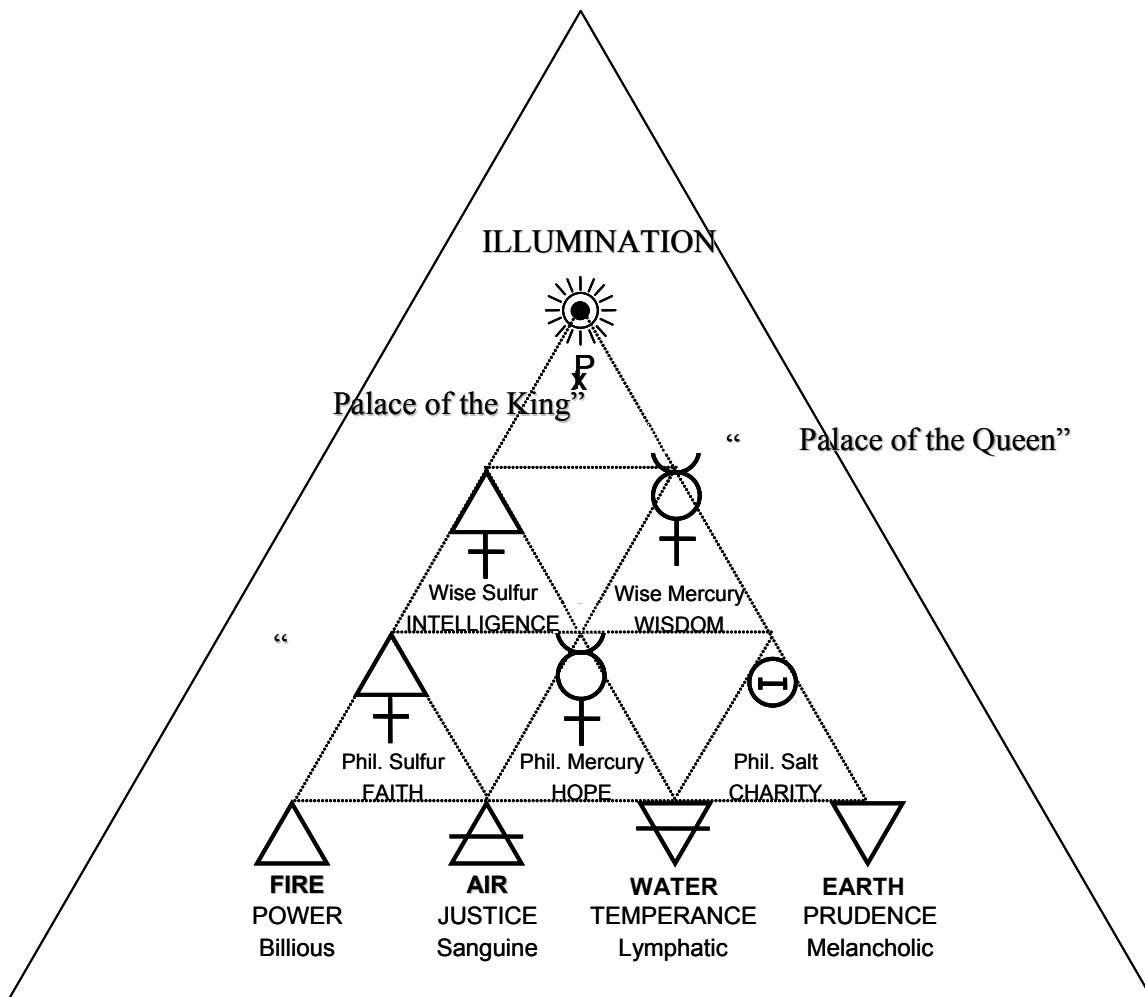 ILLUMINATION
P
x
Palace of the King”
“ Palace of the Queen”
Wise Sulfur Wise Mercury
INTELLIGENCE WISDOM
“
Phil. Sulfur Phil. Mercury Phil. Salt
FAITH HOPE CHARITY
FIRE AIR WATER EARTH
POWER JUSTICE TEMPERANCE PRUDENCE
Billious Sanguine Lymphatic Melancholic